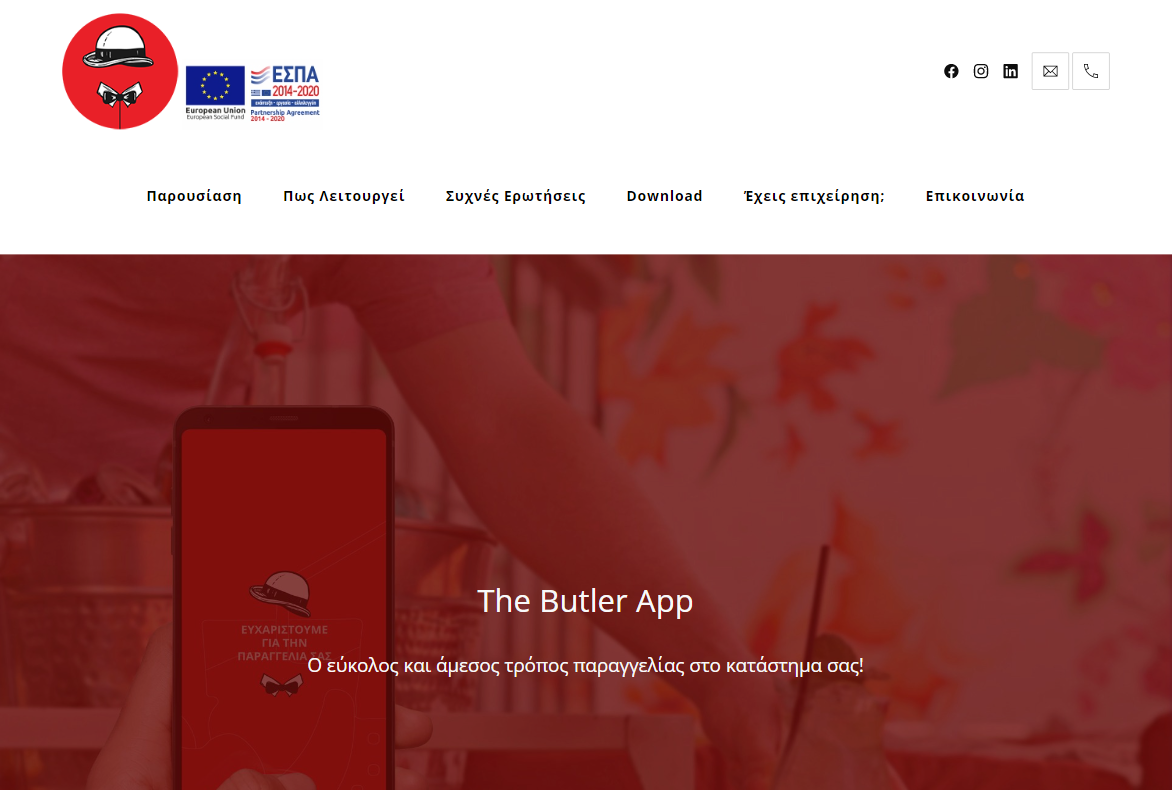 ΕΣΠΑ
2014-2020
ανάπτυξη - εργασία - αλληλεγγύη
European Union
European Social Fund
Partnership Agreement
2014 - 2020
Παρουσίαση Πως Λειτουργεί Συχνές Ερωτήσεις Download Έχεις επιχείρηση; Επικοινωνία
The Butler App
ΕΥΧΑΡΙΣΤΟΥΜΕ
ΓΙΑ ΤΗΝ
ΠΑΡΑΓΓΕΛΙΑ ΣΑΣ
Ο εύκολος και άμεσος τρόπος παραγγελίας στο κατάστημα σας!